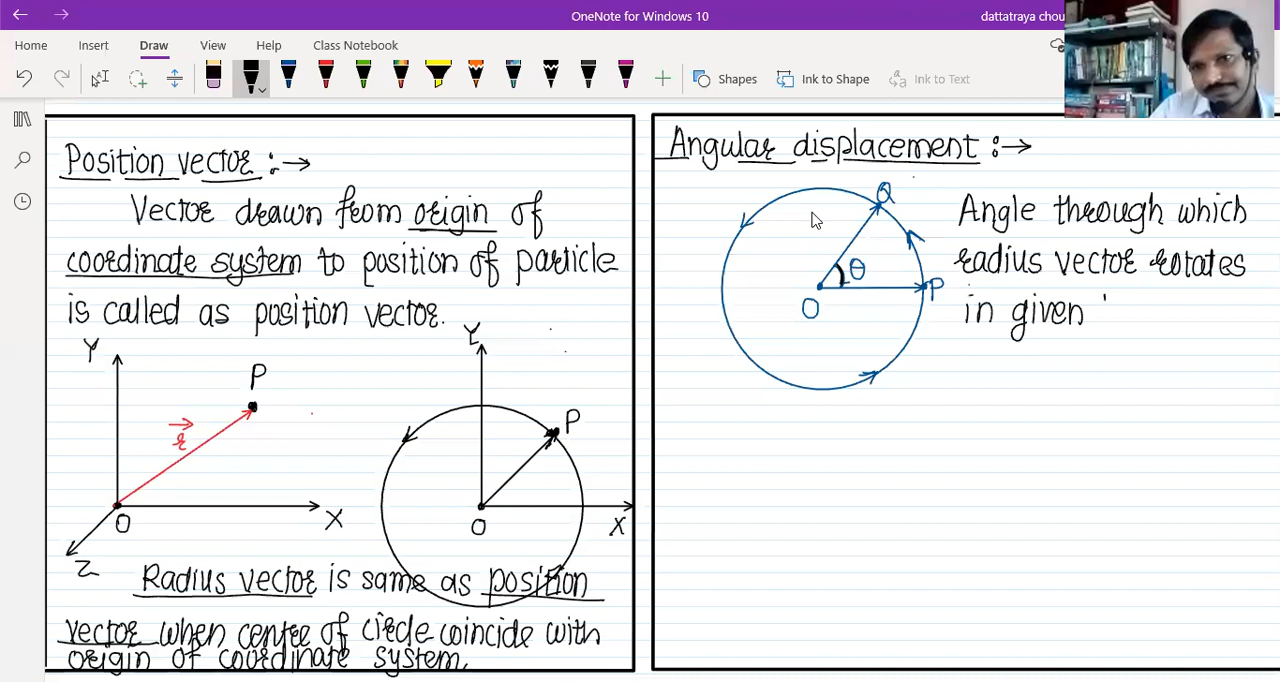 OneNote for Windows 10
dattatraya chou
Home Insert Draw View Help Class Notebook
Shapes Ink to Shape Ink to Text
Position vector :→
Vector drawn from origin of
coordinate system to position of particle
is called as position vector.
Y
P
r
O
X
Z
Y
P
O
X
Radius vector is same as position
vector when centre of circle coincide with
origin of coordinate system.
Angular displacement :→
Q
θ
P
O
Angle through which
radius vector rotates
in given